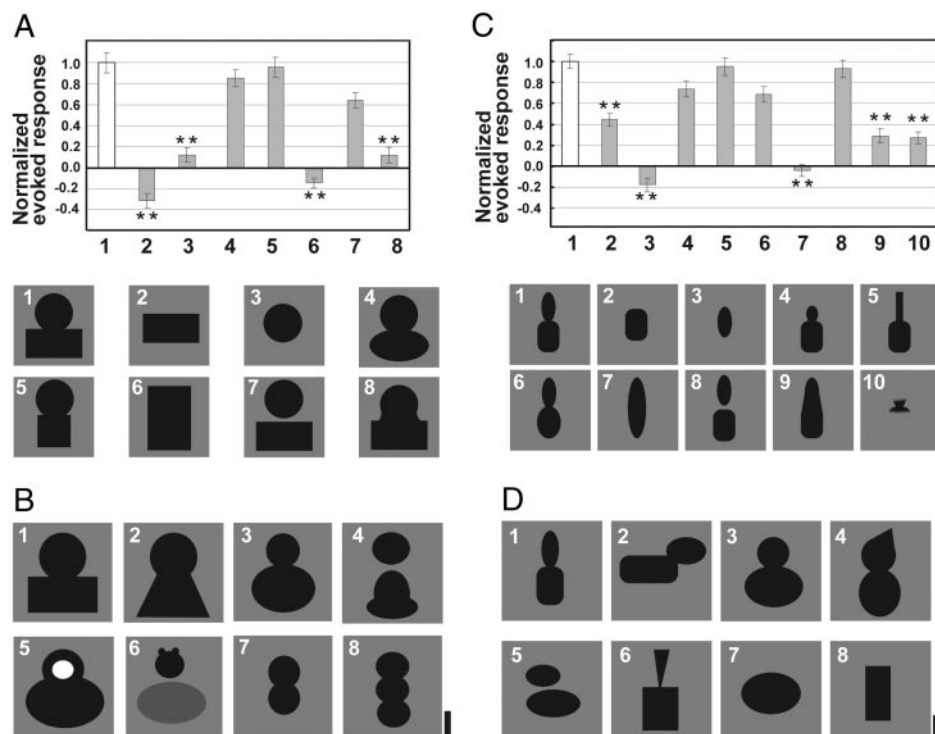 A
Normalized
evoked response
1.0
0.8
0.6
0.4
0.2
0.0
-0.2
-0.4
** ** ** **
1 2 3 4 5 6 7 8
1 2 3 4
5 6 7 8
B
1 2 3 4
5 6 7 8
C
Normalized
evoked response
1.0
0.8
0.6
0.4
0.2
0.0
-0.2
-0.4
** ** ** ** **
1 2 3 4 5 6 7 8 9 10
1 2 3 4 5
6 7 8 9 10
D
1 2 3 4
5 6 7 8